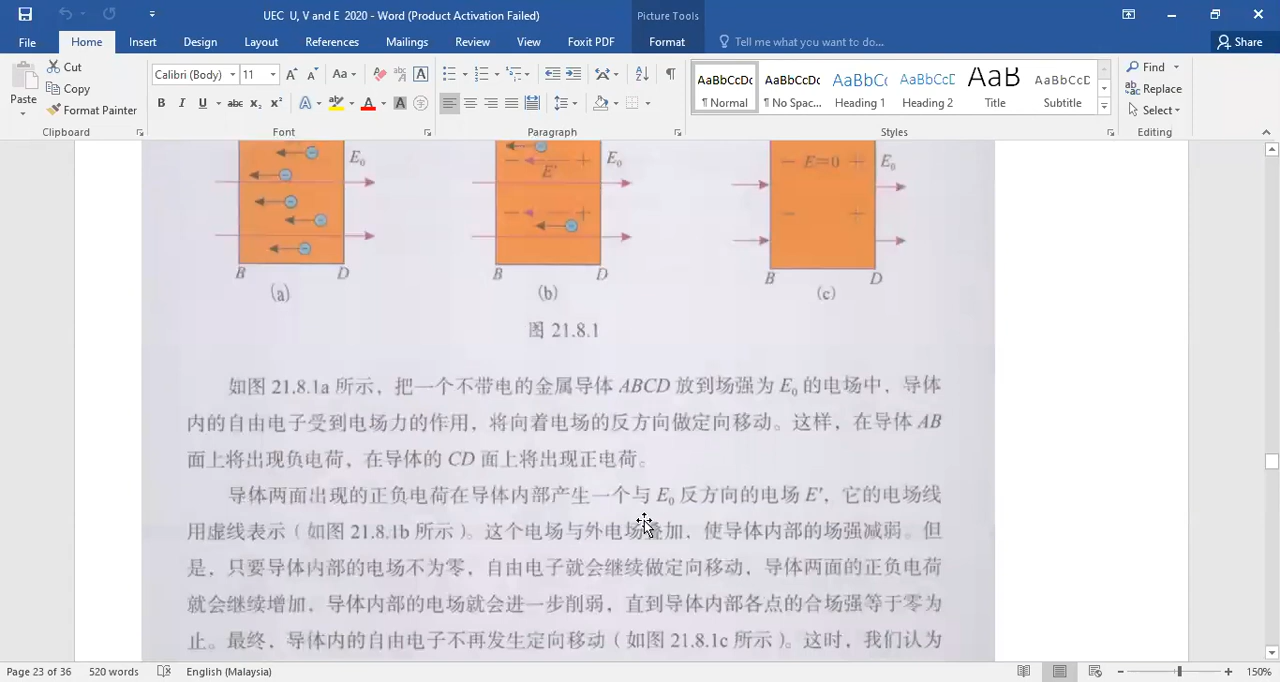 UEC U, V and E 2020 - Word (Product Activation Failed)
Picture Tools
File
Home
Insert
Design
Layout
References
Mailings
Review
View
Foxit PDF
Format
Tell me what you want to do...
Share
Paste
Cut
Copy
Format Painter
Clipboard
Calibri (Body)
11
Font
Paragraph
AaBbCcDc AaBbCcDc AaBbCc AaBbCcD AaB AaBbCcD
¶ Normal ¶ No Spac... Heading 1 Heading 2 Title Subtitle
Styles
Find
Replace
Select
Editing
E₀ E' E₀ − E=0 + E₀
B D B D B D
(a) (b) (c)
图 21.8.1
如图 21.8.1a 所示，把一个不带电的金属导体 ABCD 放到场强为 E₀ 的电场中，导体
内的自由电子受到电场力的作用，将向着电场的反方向做定向移动。这样，在导体 AB
面上将出现负电荷，在导体的 CD 面上将出现正电荷。
导体两面出现的正负电荷在导体内部产生一个与 E₀ 反方向的电场 E′，它的电场线
用虚线表示（如图 21.8.1b 所示）。这个电场与外电场叠加，使导体内部的场强减弱。但
是，只要导体内部的电场不为零，自由电子就会继续做定向移动，导体两面的正负电荷
就会继续增加，导体内部的电场就会进一步削弱，直到导体内部各点的合场强等于零为
止。最终，导体内的自由电子不再发生定向移动（如图 21.8.1c 所示）。这时，我们认为
Page 23 of 36
520 words
English (Malaysia)
150%